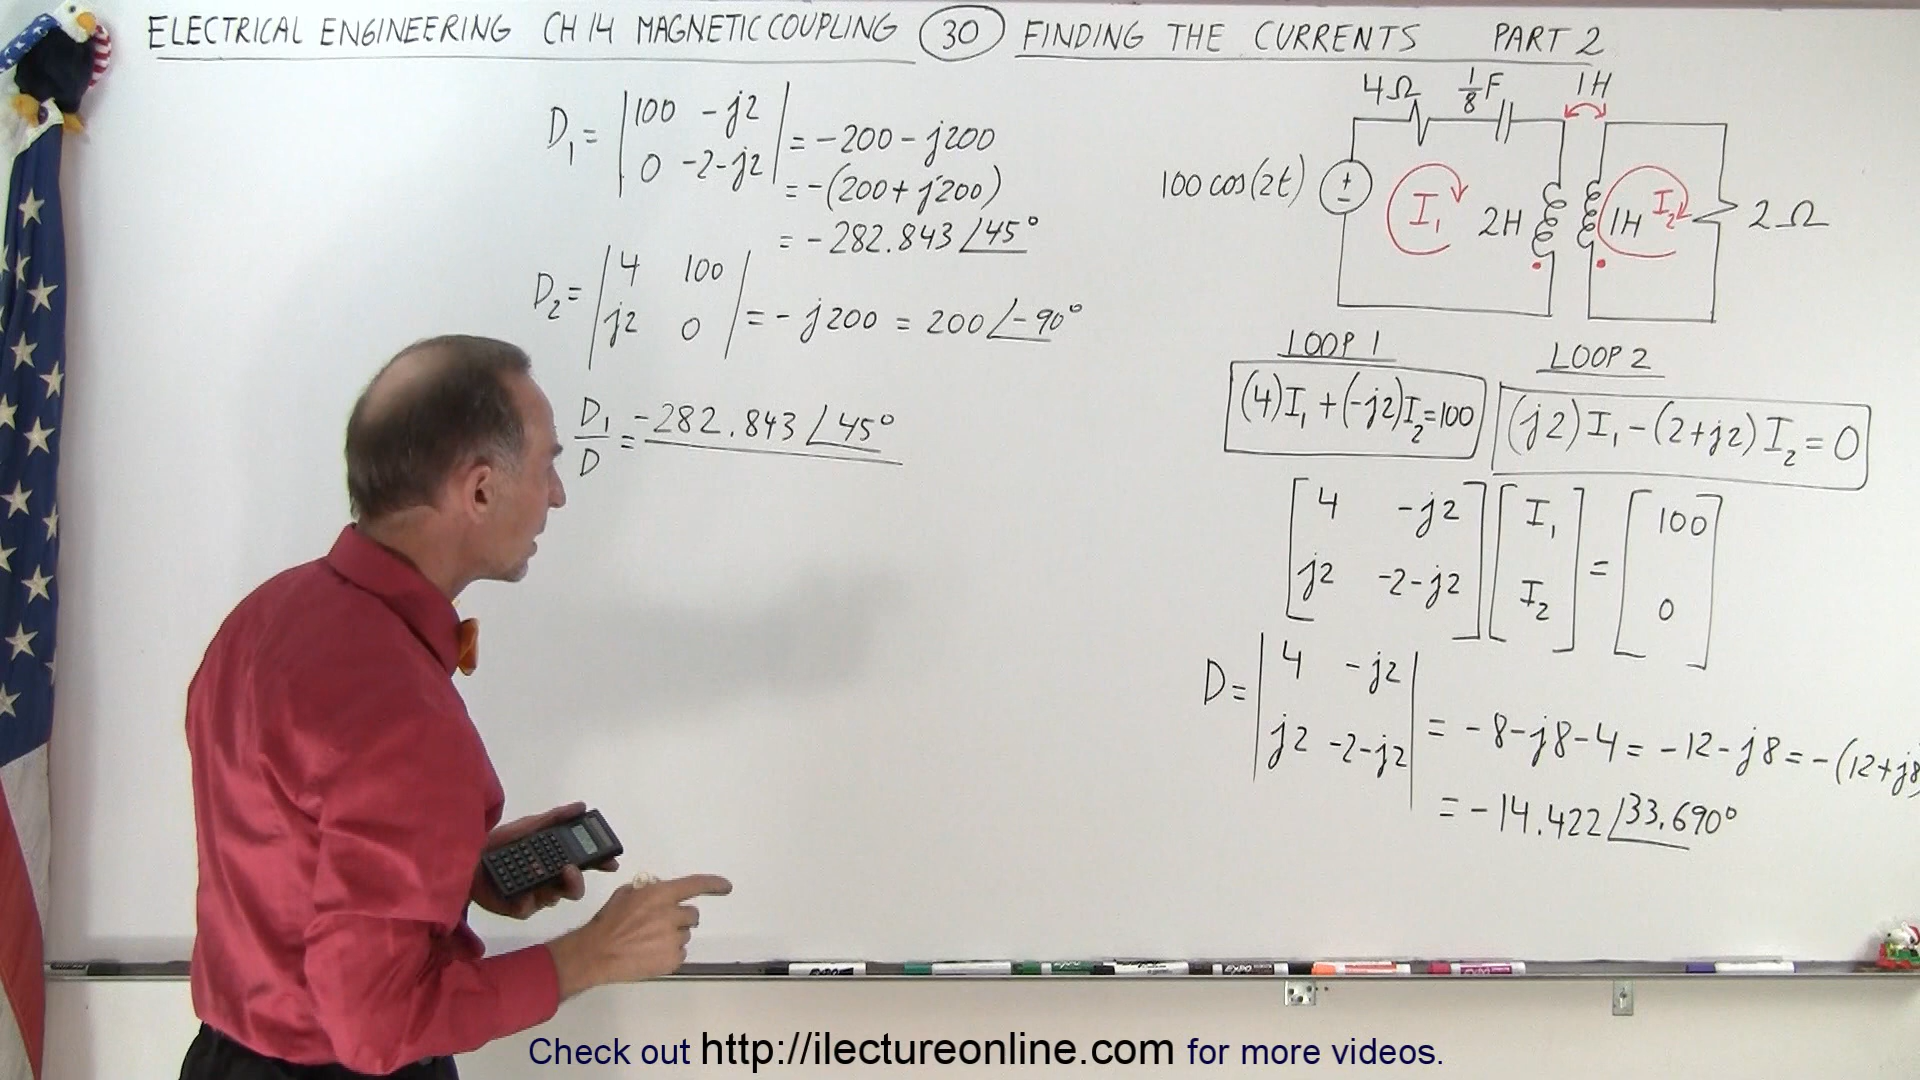 ELECTRICAL ENGINEERING CH 14 MAGNETIC COUPLING 30 FINDING THE CURRENTS PART 2
D₁ = |100 -j2|
|0 -2-j2|
= -200 - j200
= -(200 + j200)
= -282.843 ∠45°
D₂ = |4 100|
|j2 0|
= -j200 = 200 ∠-90°
D₁/D = -282.843 ∠45°
4Ω 1/8 F 1H
100 cos(2t) + - I₁ 2H 1H I₂ 2Ω
LOOP 1
(4)I₁ + (-j2)I₂ = 100
LOOP 2
(j2)I₁ - (2+j2)I₂ = 0
[4 -j2] [I₁] = [100]
[j2 -2-j2] [I₂] [0]
D = |4 -j2|
|j2 -2-j2|
= -8-j8-4 = -12-j8 = -(12+j8)
= -14.422 ∠33.690°
EXPO
EXPO
Check out http://ilectureonline.com for more videos.